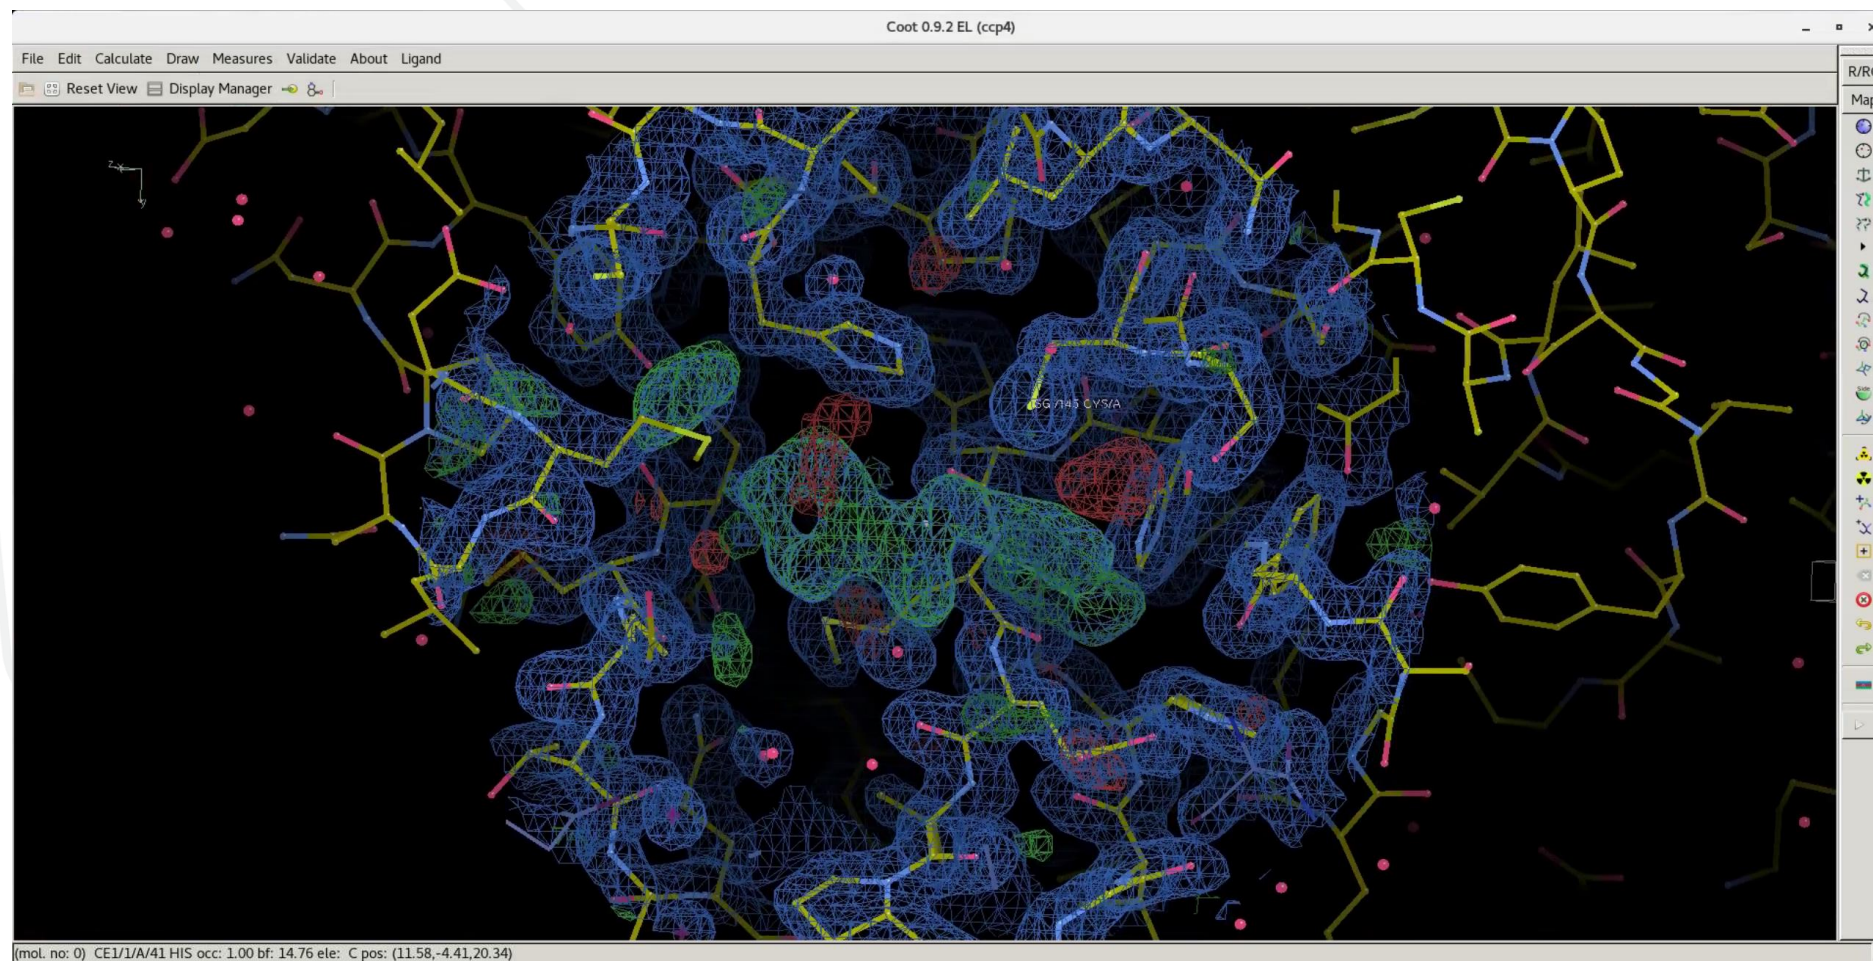 Coot 0.9.2 EL (ccp4)
File Edit Calculate Draw Measures Validate About Ligand
R/R
Reset View Display Manager
Map
z x
y
SG /145 CYS/A
Side
(mol. no: 0) CE1/1/A/41 HIS occ: 1.00 bf: 14.76 ele: C pos: (11.58,-4.41,20.34)